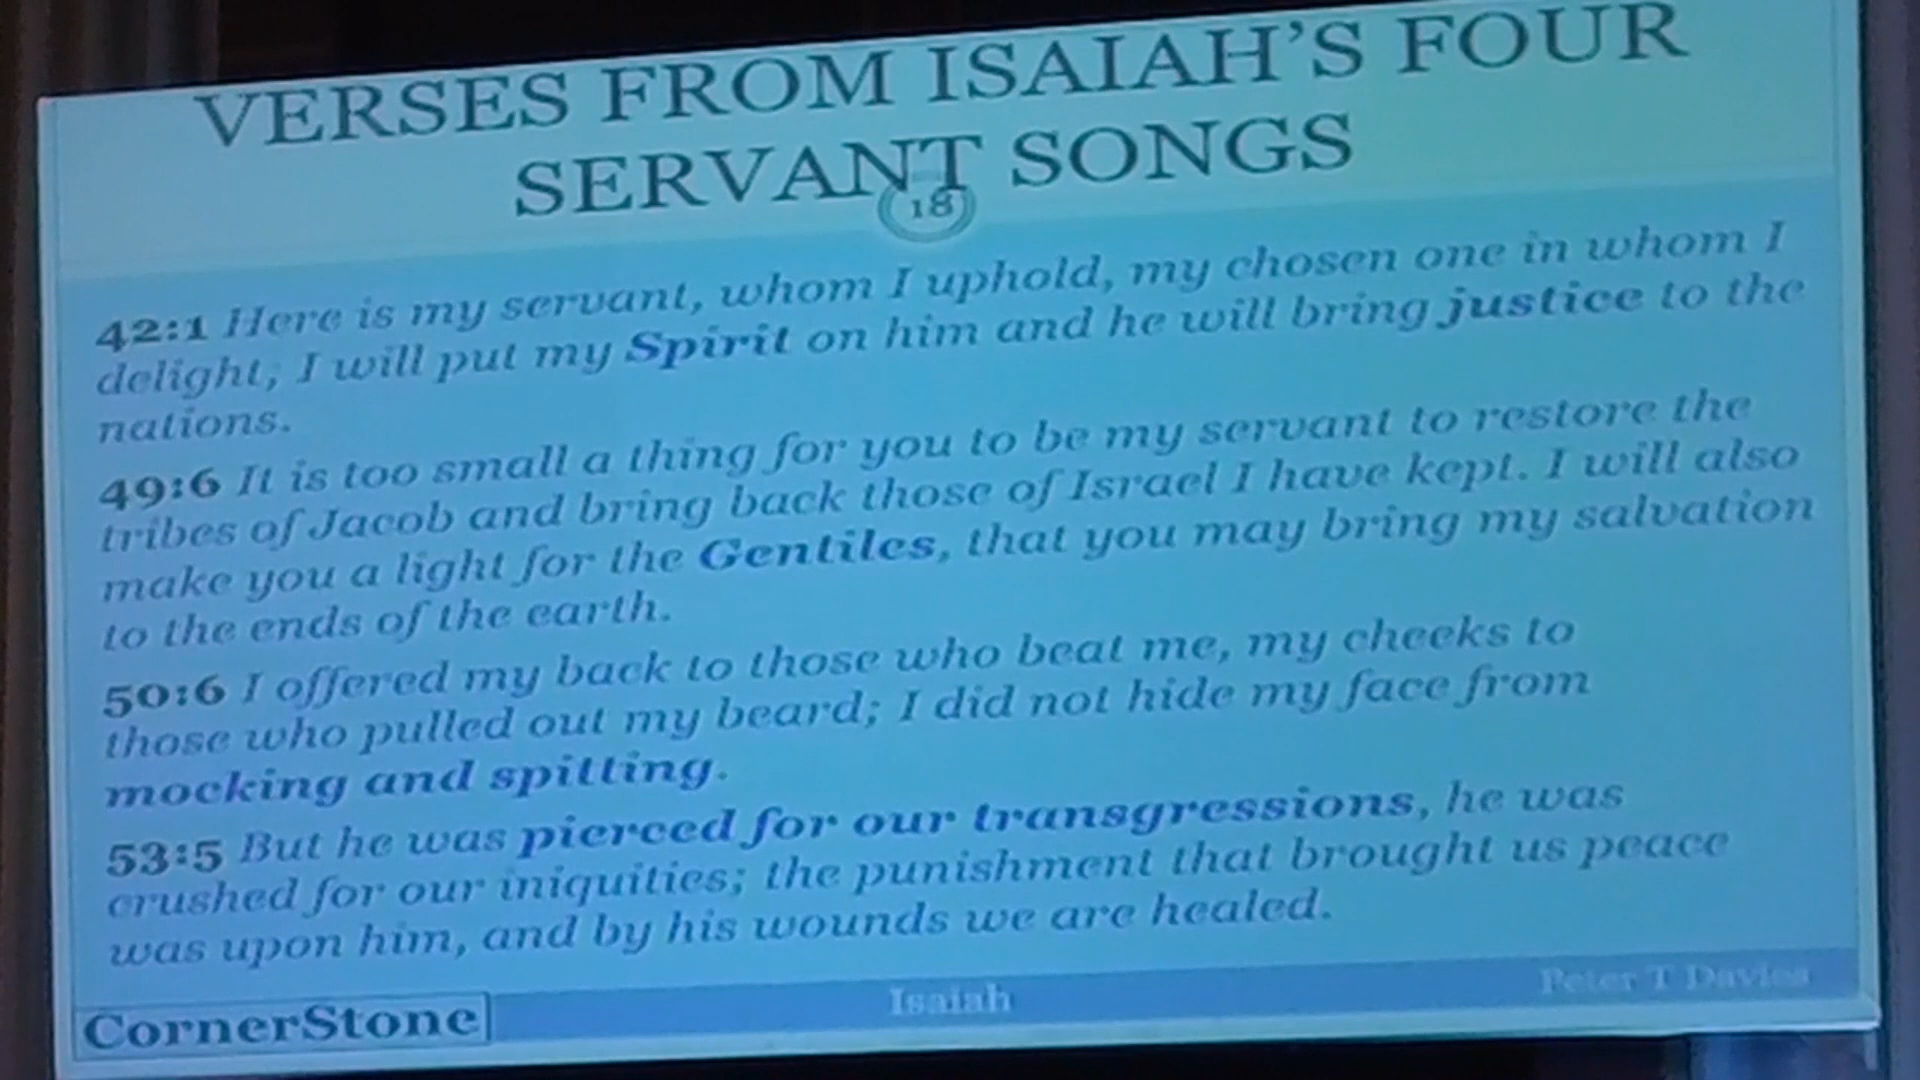 VERSES FROM ISAIAH'S FOUR
SERVANT SONGS
18
42:1 Here is my servant, whom I uphold, my chosen one in whom I
delight; I will put my Spirit on him and he will bring justice to the
nations.
49:6 It is too small a thing for you to be my servant to restore the
tribes of Jacob and bring back those of Israel I have kept. I will also
make you a light for the Gentiles, that you may bring my salvation
to the ends of the earth.
50:6 I offered my back to those who beat me, my cheeks to
those who pulled out my beard; I did not hide my face from
mocking and spitting.
53:5 But he was pierced for our transgressions, he was
crushed for our iniquities; the punishment that brought us peace
was upon him, and by his wounds we are healed.
CornerStone
Isaiah
Peter T Davies